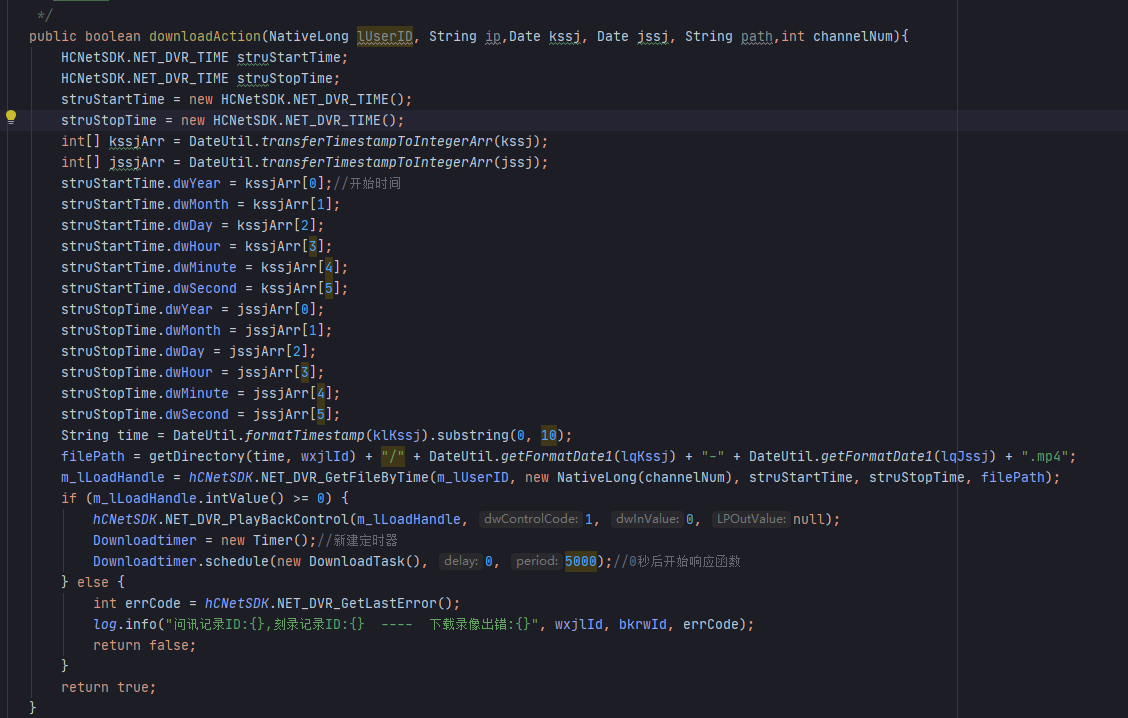 */
public boolean downloadAction(NativeLong lUserID, String ip,Date kssj, Date jssj, String path,int channelNum){
HCNetSDK.NET_DVR_TIME struStartTime;
HCNetSDK.NET_DVR_TIME struStopTime;
struStartTime = new HCNetSDK.NET_DVR_TIME();
struStopTime = new HCNetSDK.NET_DVR_TIME();
int[] kssjArr = DateUtil.transferTimestampToIntegerArr(kssj);
int[] jssjArr = DateUtil.transferTimestampToIntegerArr(jssj);
struStartTime.dwYear = kssjArr[0];//开始时间
struStartTime.dwMonth = kssjArr[1];
struStartTime.dwDay = kssjArr[2];
struStartTime.dwHour = kssjArr[3];
struStartTime.dwMinute = kssjArr[4];
struStartTime.dwSecond = kssjArr[5];
struStopTime.dwYear = jssjArr[0];
struStopTime.dwMonth = jssjArr[1];
struStopTime.dwDay = jssjArr[2];
struStopTime.dwHour = jssjArr[3];
struStopTime.dwMinute = jssjArr[4];
struStopTime.dwSecond = jssjArr[5];
String time = DateUtil.formatTimestamp(klKssj).substring(0, 10);
filePath = getDirectory(time, wxjlId) + "/" + DateUtil.getFormatDate1(lqKssj) + "-" + DateUtil.getFormatDate1(lqJssj) + ".mp4";
m_lLoadHandle = hCNetSDK.NET_DVR_GetFileByTime(m_lUserID, new NativeLong(channelNum), struStartTime, struStopTime, filePath);
if (m_lLoadHandle.intValue() >= 0) {
hCNetSDK.NET_DVR_PlayBackControl(m_lLoadHandle, dwControlCode: 1, dwInValue: 0, LPOutValue: null);
Downloadtimer = new Timer();//新建定时器
Downloadtimer.schedule(new DownloadTask(), delay: 0, period: 5000);//0秒后开始响应函数
} else {
int errCode = hCNetSDK.NET_DVR_GetLastError();
log.info("问讯记录ID:{},刻录记录ID:{} ---- 下载录像出错:{}", wxjlId, bkrwId, errCode);
return false;
}
return true;
}